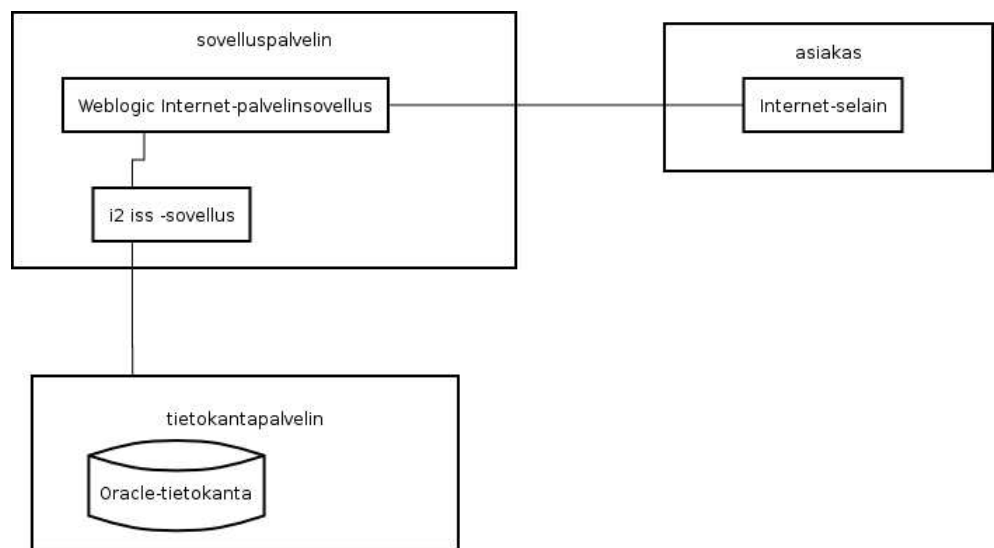 sovelluspalvelin
asiakas
Weblogic Internet-palvelinsovellus
Internet-selain
i2 iss -sovellus
tietokantapalvelin
Oracle-tietokanta